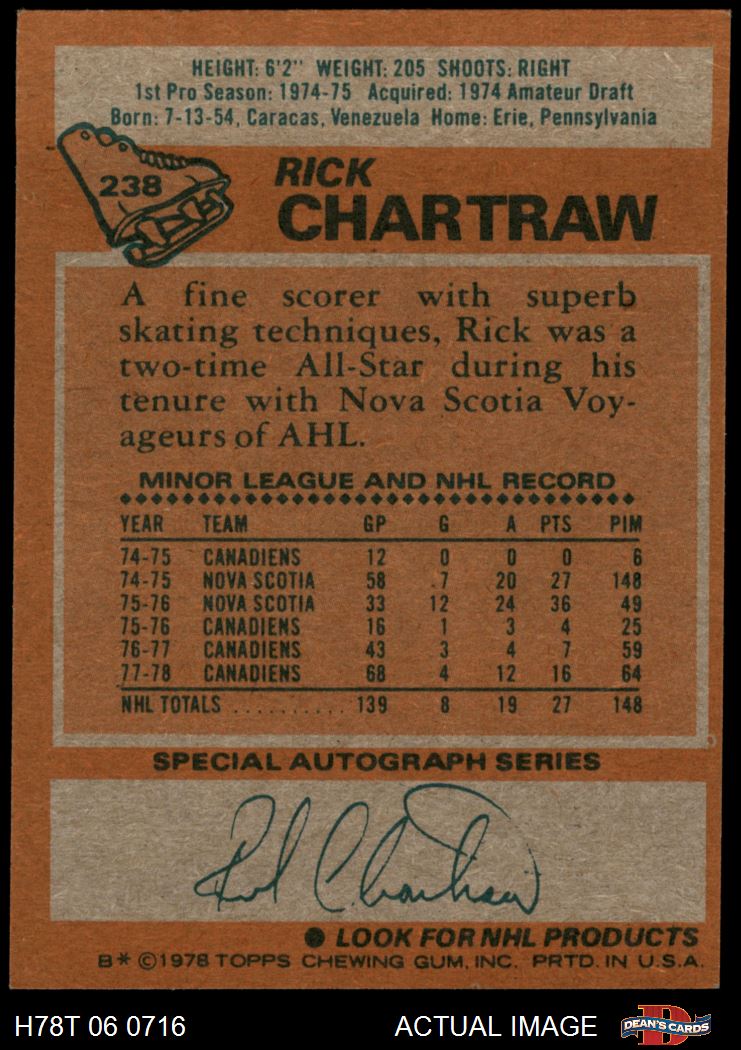 HEIGHT: 6'2" WEIGHT: 205 SHOOTS: RIGHT
1st Pro Season: 1974-75 Acquired: 1974 Amateur Draft
Born: 7-13-54, Caracas, Venezuela Home: Erie, Pennsylvania
238
RICK
CHARTRAW
A fine scorer with superb
skating techniques, Rick was a
two-time All-Star during his
tenure with Nova Scotia Voy-
ageurs of AHL.
MINOR LEAGUE AND NHL RECORD
YEAR TEAM GP G A PTS PIM
74-75 CANADIENS 12 0 0 0 6
74-75 NOVA SCOTIA 58 7 20 27 148
75-76 NOVA SCOTIA 33 12 24 36 49
75-76 CANADIENS 16 1 3 4 25
76-77 CANADIENS 43 3 4 7 59
77-78 CANADIENS 68 4 12 16 64
NHL TOTALS .......... 139 8 19 27 148
SPECIAL AUTOGRAPH SERIES
Rick Chartraw
● LOOK FOR NHL PRODUCTS
B* ©1978 TOPPS CHEWING GUM, INC. PRTD. IN U.S.A.
H78T 06 0716 ACTUAL IMAGE
D
DEAN'S CARDS